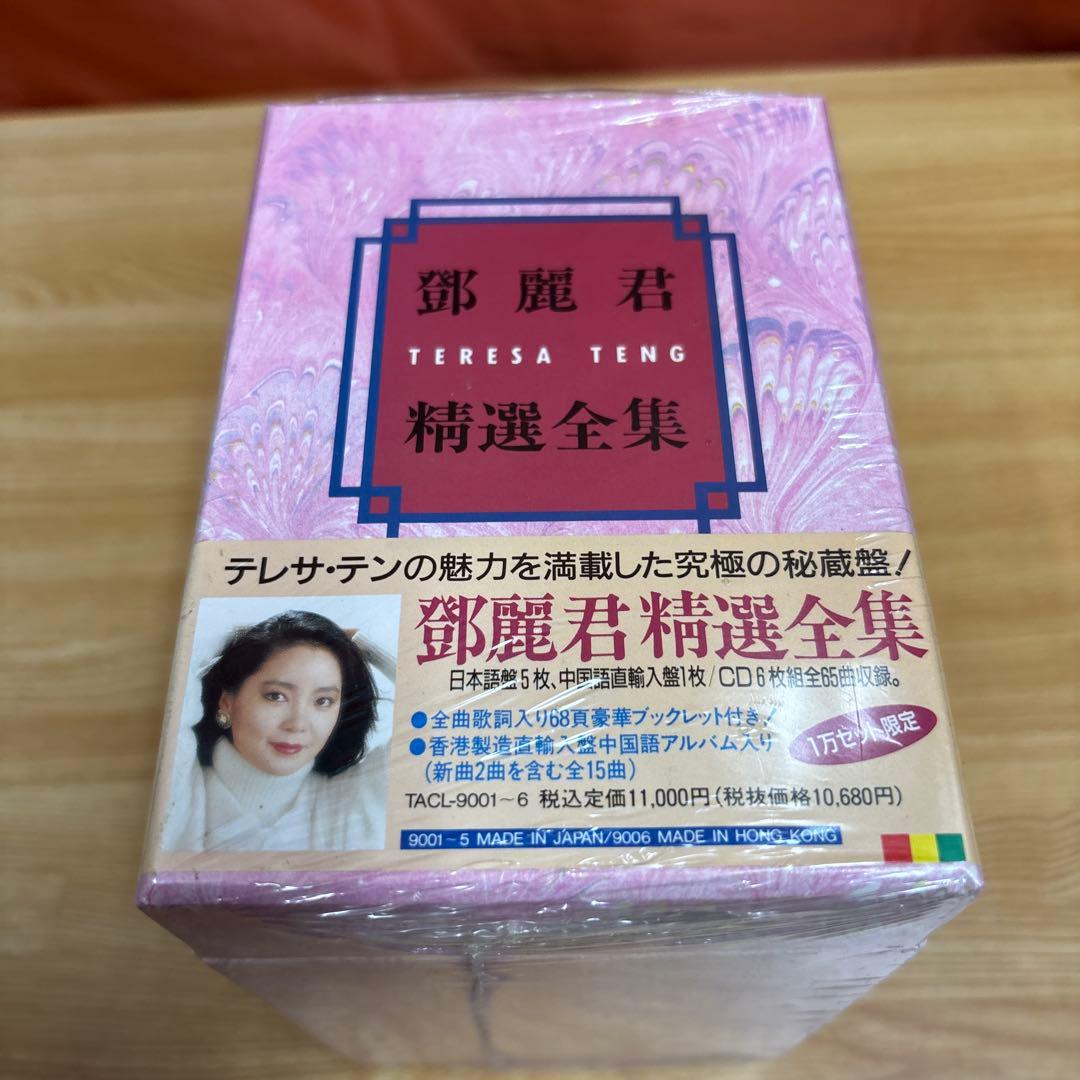 鄧麗君
TERESA TENG
精選全集
テレサ・テンの魅力を満載した究極の秘蔵盤!
鄧麗君精選全集
日本語盤5枚、中国語直輸入盤1枚/CD6枚組全65曲収録。
●全曲歌詞入り68頁豪華ブックレット付き!
●香港製造直輸入盤中国語アルバム入り
(新曲2曲を含む全15曲)
1万セット限定
TACL-9001~6 税込定価11,000円(税抜価格10,680円)
9001~5 MADE IN JAPAN/9006 MADE IN HONG KONG